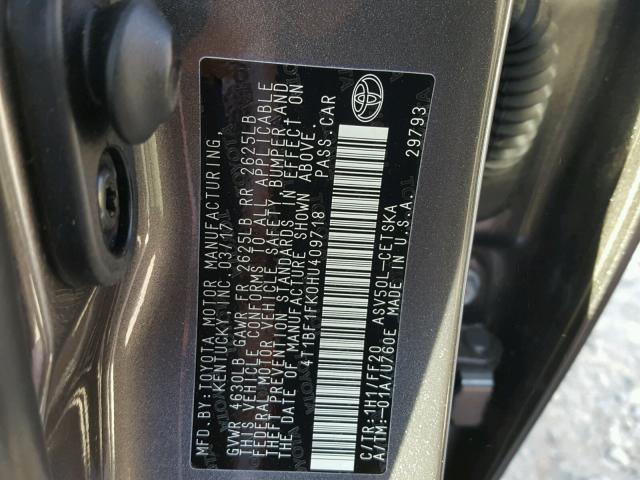 MFD. BY: TOYOTA MOTOR MANUFACTURING,
KENTUCKY, INC. 03/17
GVWR 4630LB GAWR FR 2625LB RR 2625LB
THIS VEHICLE CONFORMS TO ALL APPLICABLE
FEDERAL MOTOR VEHICLE SAFETY, BUMPER AND
THEFT PREVENTION STANDARDS IN EFFECT ON
THE DATE OF MANUFACTURE SHOWN ABOVE.
4T1BF1FK0HU409718 PASS.CAR
C/TR: 1H1/FF20 ASV50L-CETSKA
A/TM: -01A/U760E MADE IN U.S.A. 29793